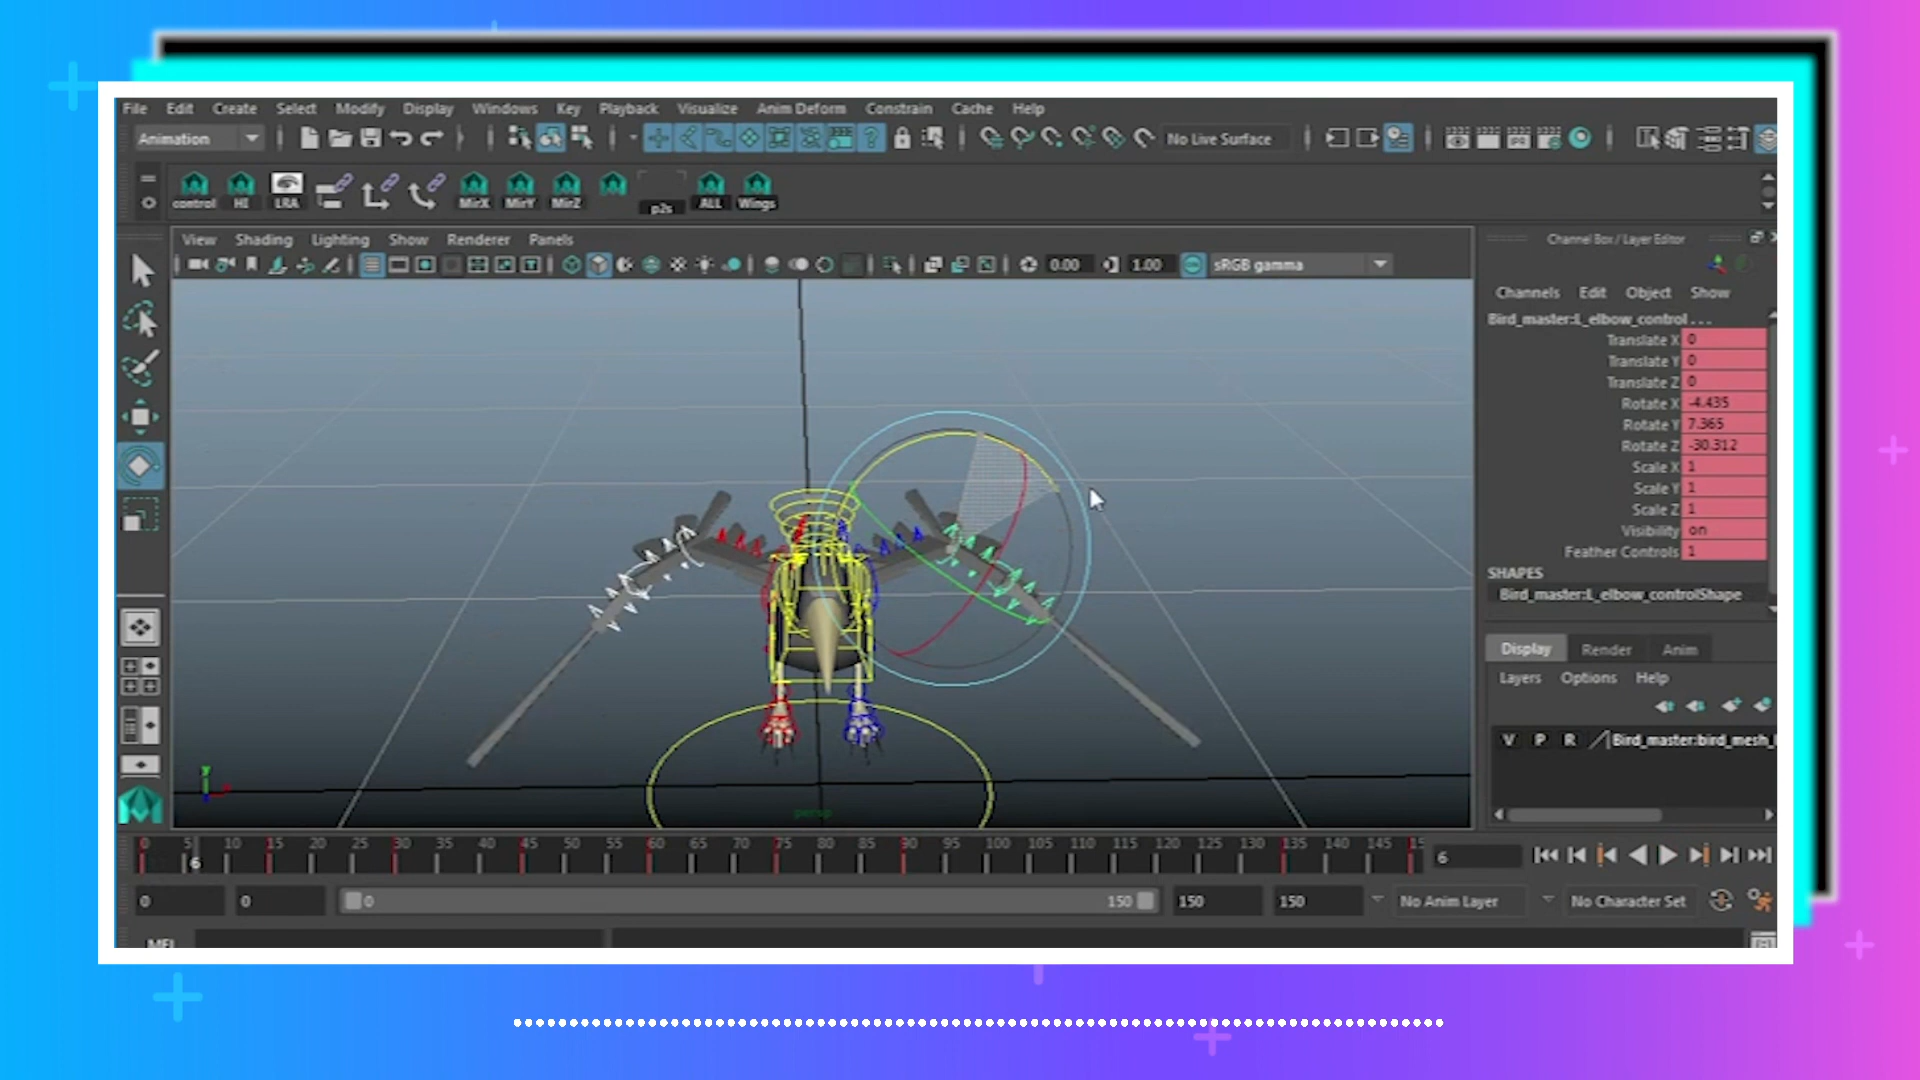 File Edit Create Select Modify Display Windows Key Playback Visualize Anim Deform Constrain Cache Help
Animation No Live Surface
control HI LRA MirX MirY MirZ p2s ALL Wings
View Shading Lighting Show Renderer Panels
0.00 1.00 sRGB gamma
Channel Box / Layer Editor
Channels Edit Object Show
Bird_master:L_elbow_control . . .
Translate X 0
Translate Y 0
Translate Z 0
Rotate X -4.435
Rotate Y 7.365
Rotate Z -30.312
Scale X 1
Scale Y 1
Scale Z 1
Visibility on
Feather Controls 1
SHAPES
Bird_master:L_elbow_controlShape
Display Render Anim
Layers Options Help
V P R Bird_master:bird_mesh_
persp
0 5 10 15 20 25 30 35 40 45 50 55 60 65 70 75 80 85 90 95 100 105 110 115 120 125 130 135 140 145 15
6
6
0 0 0 150 150 150 No Anim Layer No Character Set
MEL